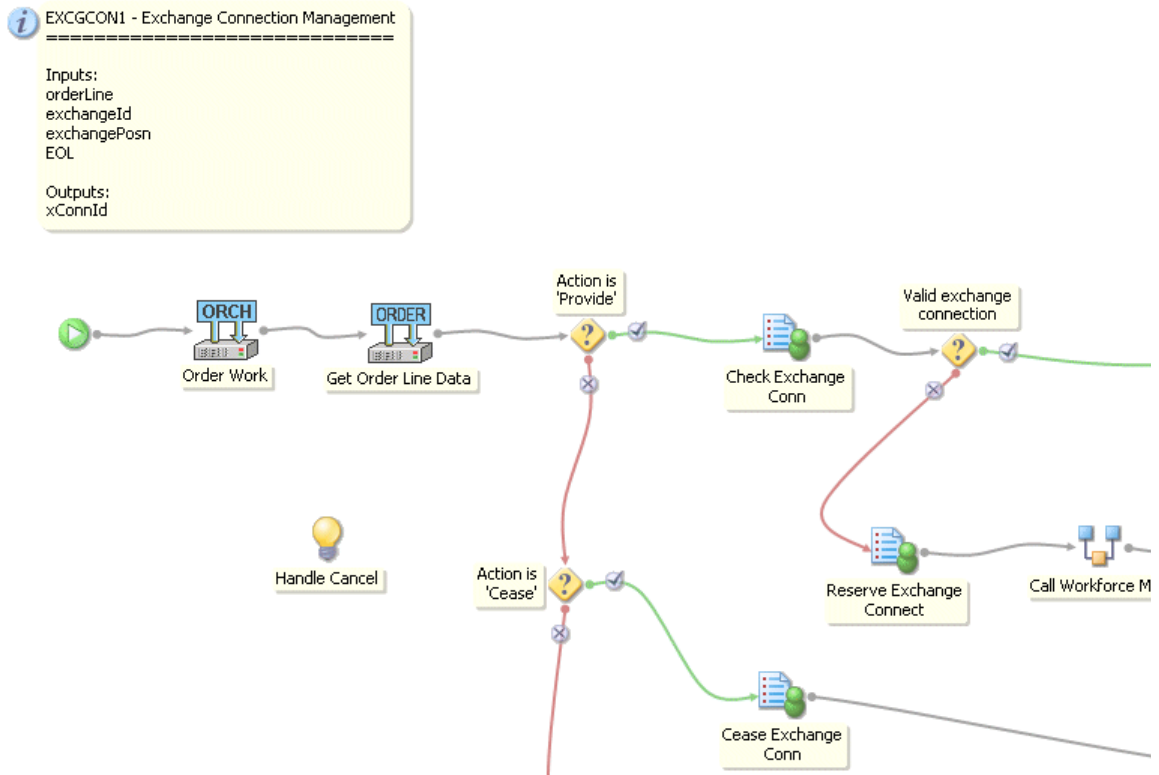 EXCGCON1 - Exchange Connection Management
=============================
Inputs:
orderLine
exchangeId
exchangePosn
EOL
Outputs:
xConnId
Action is
'Provide'
Valid exchange
connection
ORCH
ORDER
?
?
Order Work
Get Order Line Data
Check Exchange
Conn
Handle Cancel
Action is
'Cease'
?
Reserve Exchange
Connect
Call Workforce M
Cease Exchange
Conn